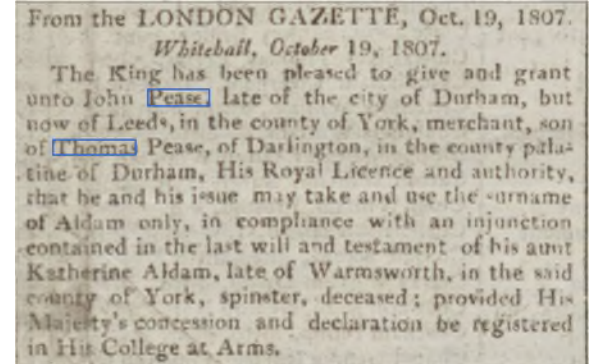 From the LONDON GAZETTE, Oct. 19, 1807.
Whitehall, October 19, 1807.
The King has been pleased to give and grant
unto John Pease, late of the city of Durham, but
now of Leeds, in the county of York, merchant, son
of Thomas Pease, of Darlington, in the county pala-
tine of Durham, His Royal Licence and authority,
that he and his issue may take and use the surname
of Aldam only, in compliance with an injunction
contained in the last will and testament of his aunt
Katherine Aldam, late of Warmsworth, in the said
county of York, spinster, deceased; provided His
Majesty's concession and declaration be registered
in His College at Arms.